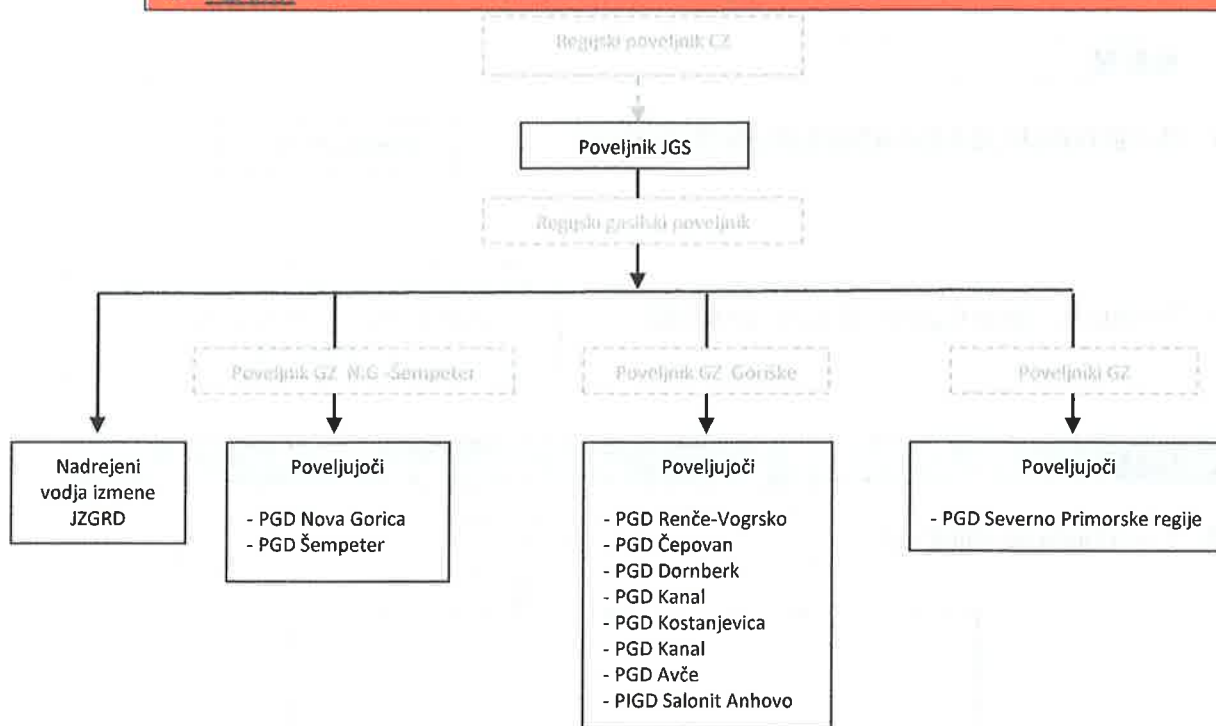 Regijski poveljnik CZ
Poveljnik JGS
Regijski gasilski poveljnik
Poveljnik GZ N.G -Šempeter
Poveljnik GZ Goriške
Poveljniki GZ
Nadrejeni
vodja izmene
JZGRD
Poveljujoči
- PGD Nova Gorica
- PGD Šempeter
Poveljujoči
- PGD Renče-Vogrsko
- PGD Čepovan
- PGD Dornberk
- PGD Kanal
- PGD Kostanjevica
- PGD Kanal
- PGD Avče
- PIGD Salonit Anhovo
Poveljujoči
- PGD Severno Primorske regije